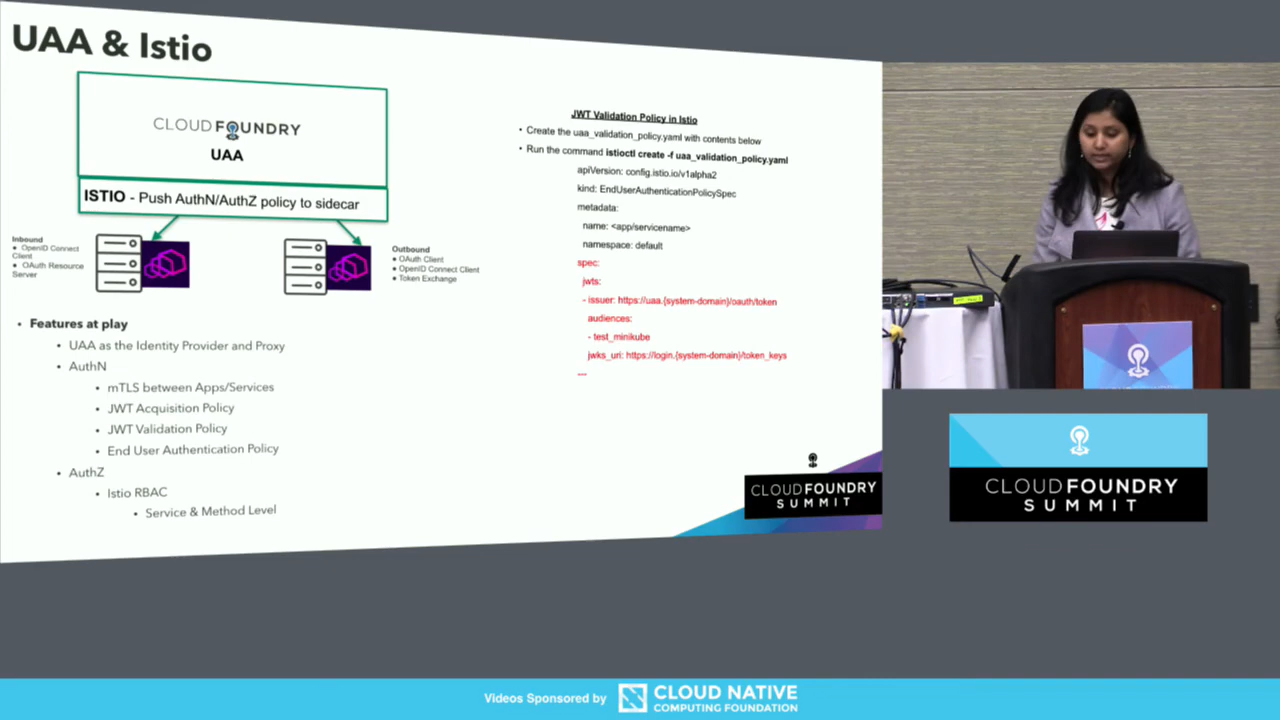 UAA & Istio
CLOUD FOUNDRY
UAA
ISTIO - Push AuthN/AuthZ policy to sidecar
Inbound
● OpenID Connect
Client
● OAuth Resource
Server
Outbound
● OAuth Client
● OpenID Connect Client
● Token Exchange
• Features at play
• UAA as the Identity Provider and Proxy
• AuthN
• mTLS between Apps/Services
• JWT Acquisition Policy
• JWT Validation Policy
• End User Authentication Policy
• AuthZ
• Istio RBAC
• Service & Method Level
JWT Validation Policy in Istio
• Create the uaa_validation_policy.yaml with contents below
• Run the command istioctl create -f uaa_validation_policy.yaml
apiVersion: config.istio.io/v1alpha2
kind: EndUserAuthenticationPolicySpec
metadata:
name: <app/servicename>
namespace: default
spec:
jwts:
- issuer: https://uaa.{system-domain}/oauth/token
audiences:
- test_minikube
jwks_uri: https://login.{system-domain}/token_keys
---
CLOUD FOUNDRY
SUMMIT
CLOUD FOUNDRY
SUMMIT
Videos Sponsored by
CLOUD NATIVE
COMPUTING FOUNDATION